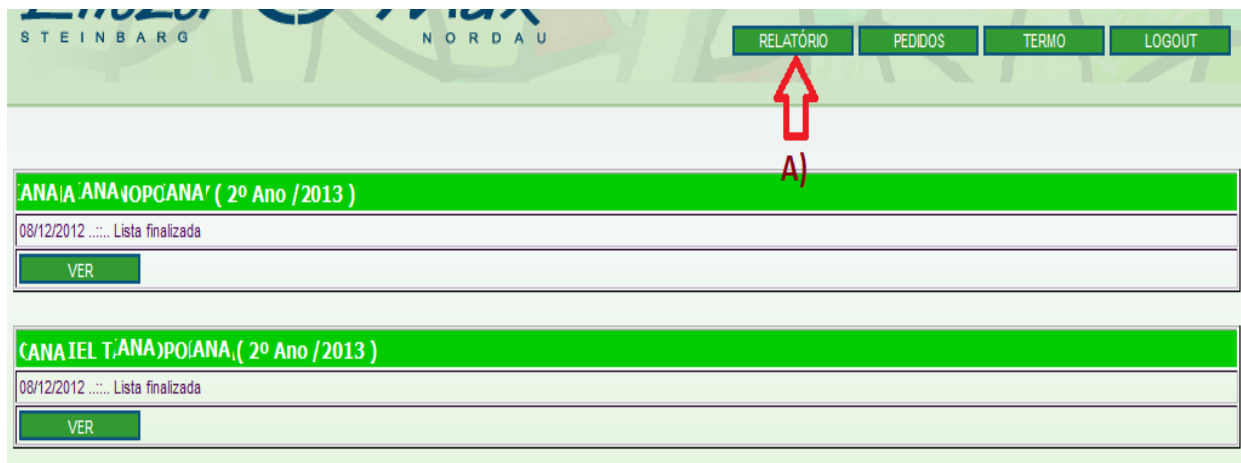 STEINBARG NORDAU
RELATÓRIO PEDIDOS TERMO LOGOUT
A)
( 2º Ano / 2013 )
08/12/2012 ..::.. Lista finalizada
VER
( 2º Ano / 2013 )
08/12/2012 ..::.. Lista finalizada
VER